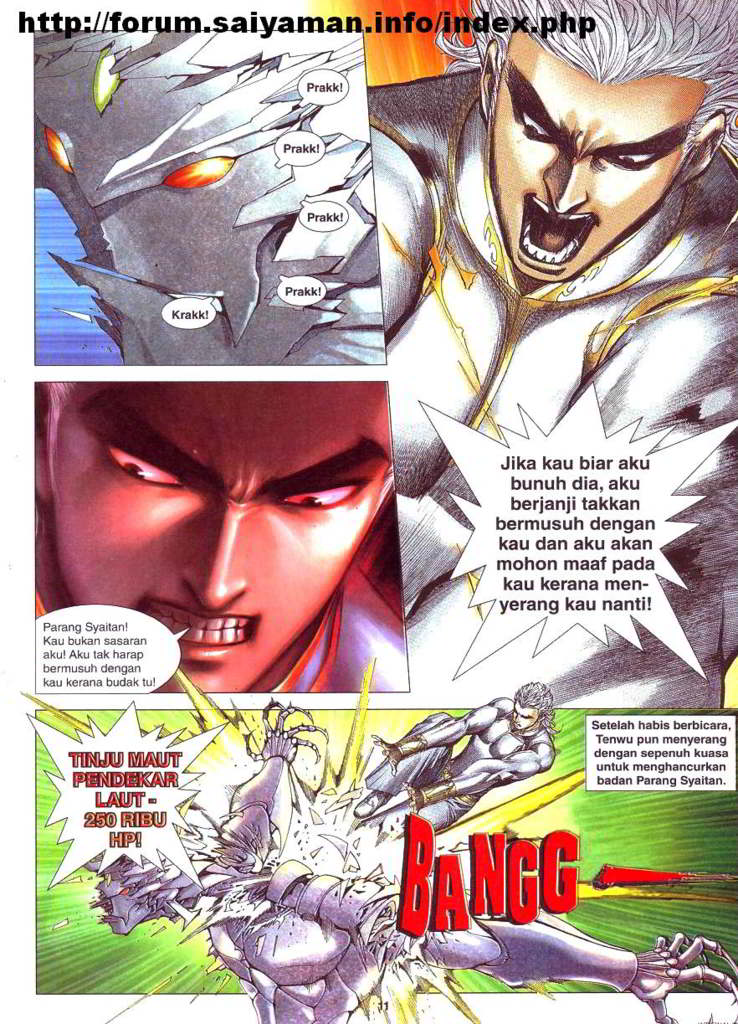 http://forum.saiyaman.info/index.php
Prakk!
Prakk!
Prakk!
Prakk!
Krakk!
Jika kau biar aku
bunuh dia, aku
berjanji takkan
bermusuh dengan
kau dan aku akan
mohon maaf pada
kau kerana men-
yerang kau nanti!
Parang Syaitan!
Kau bukan sasaran
aku! Aku tak harap
bermusuh dengan
kau kerana budak tu!
Setelah habis berbicara,
Tenwu pun menyerang
dengan sepenuh kuasa
untuk menghancurkan
badan Parang Syaitan.
TINJU MAUT
PENDEKAR
LAUT -
250 RIBU
HP!
BANGG
11